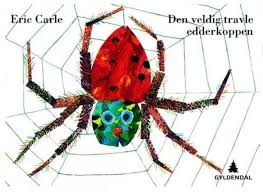 Eric Carle
Den veldig travle
edderkoppen
GYLDENDAL